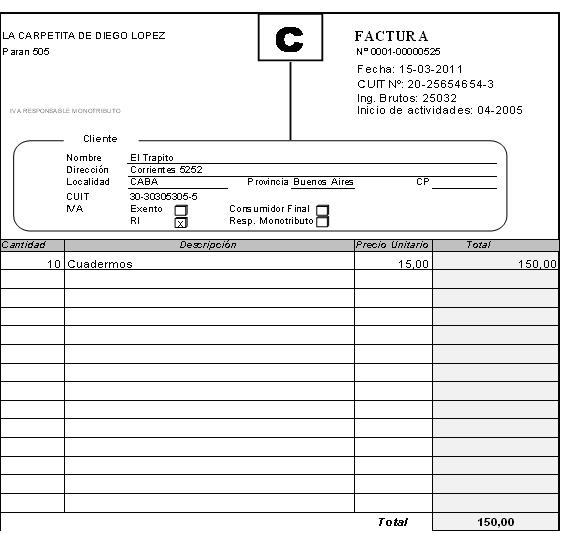 LA CARPETITA DE DIEGO LOPEZ
Paran 505
IVA RESPONSABLE MONOTRIBUTO
C
FACTURA
Nº 0001-00000525
Fecha: 15-03-2011
CUIT Nº: 20-25654654-3
Ing. Brutos: 25032
Inicio de actividades: 04-2005
Cliente
Nombre El Trapito
Dirección Corrientes 5252
Localidad CABA Provincia Buenos Aires CP
CUIT 30-30305305-5
IVA Exento Consumidor Final
RI X Resp. Monotributo
Cantidad Descripción Precio Unitario Total
10 Cuadermos 15,00 150,00
Total 150,00